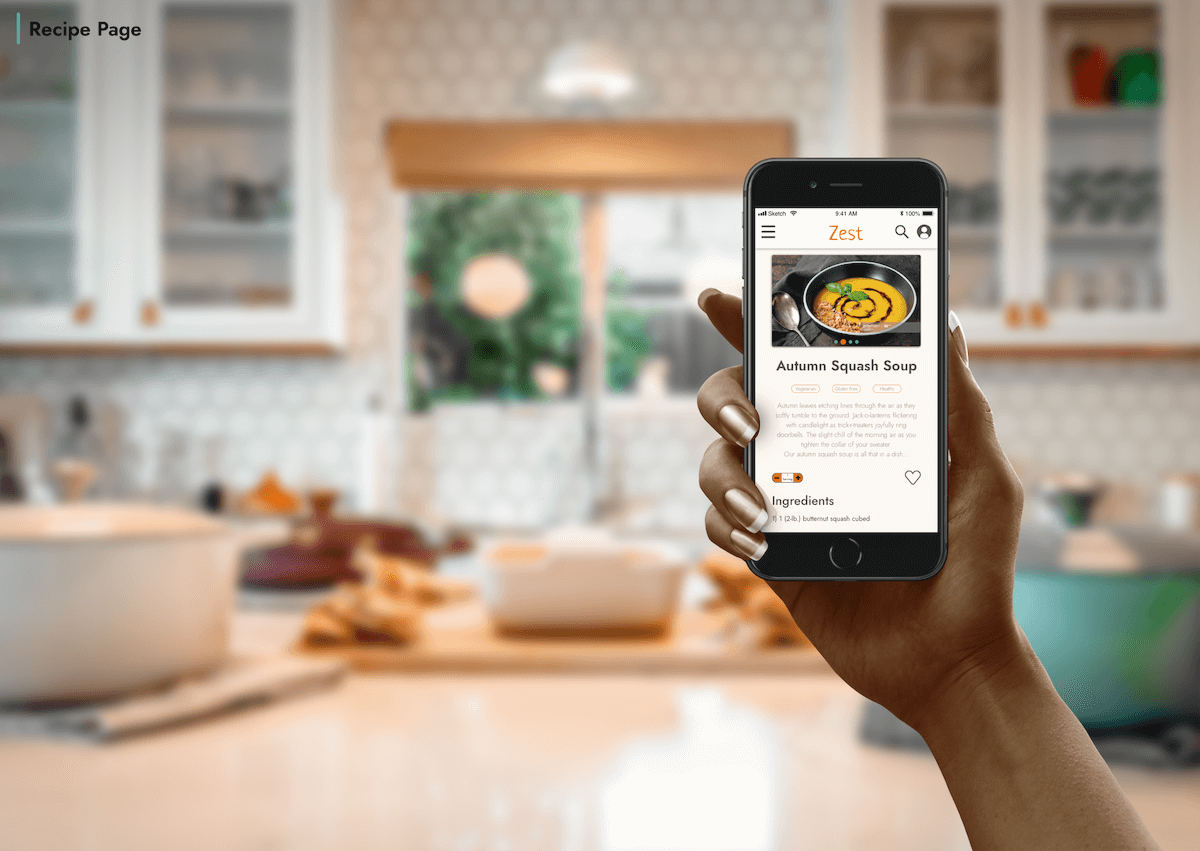 Recipe Page
Sketch 9:41 AM 100%
Zest
Autumn Squash Soup
Vegetarian Gluten Free Healthy
Autumn leaves etching lines through the air as they
softly tumble to the ground. Jack-o-lanterns flickering
with candlelight as trick-r-treaters joyfully ring
doorbells. The slight chill of the morning air as you
tighten the collar of your sweater.
Our autumn squash soup is all that in a dish...
Ingredients
1) 1 (2-lb.) butternut squash cubed